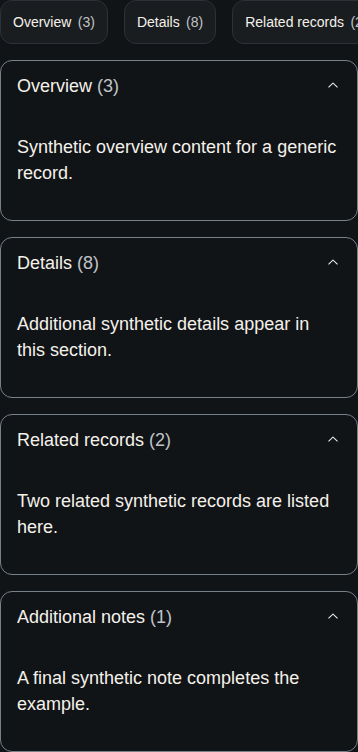 Overview (3) Details (8) Related records
Overview (3)
Synthetic overview content for a generic
record.
Details (8)
Additional synthetic details appear in
this section.
Related records (2)
Two related synthetic records are listed
here.
Additional notes (1)
A final synthetic note completes the
example.